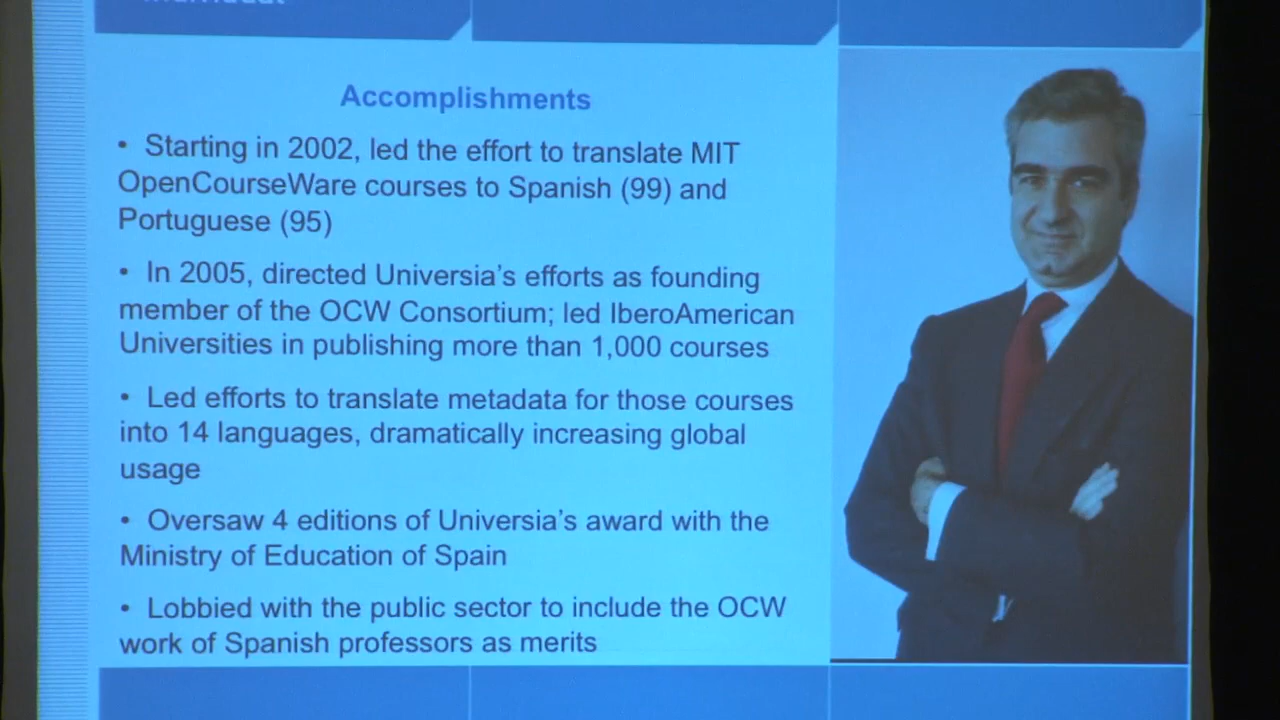 Accomplishments
• Starting in 2002, led the effort to translate MIT
OpenCourseWare courses to Spanish (99) and
Portuguese (95)
• In 2005, directed Universia's efforts as founding
member of the OCW Consortium; led IberoAmerican
Universities in publishing more than 1,000 courses
• Led efforts to translate metadata for those courses
into 14 languages, dramatically increasing global
usage
• Oversaw 4 editions of Universia's award with the
Ministry of Education of Spain
• Lobbied with the public sector to include the OCW
work of Spanish professors as merits